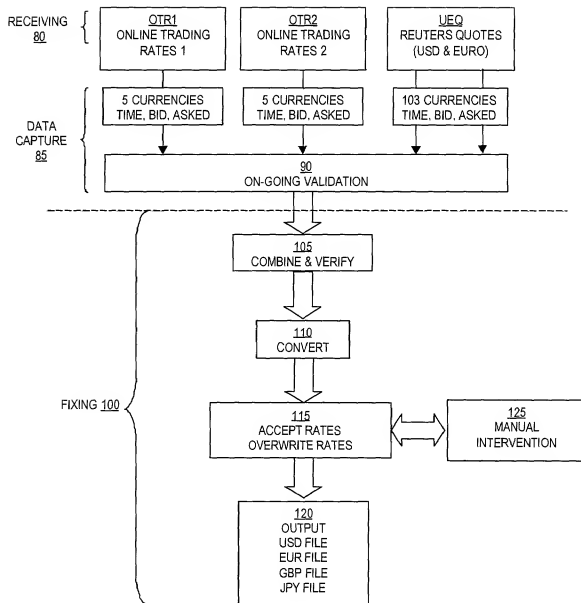 RECEIVING
80
OTR1
ONLINE TRADING
RATES 1
OTR2
ONLINE TRADING
RATES 2
UEQ
REUTERS QUOTES
(USD & EURO)
DATA
CAPTURE
85
5 CURRENCIES
TIME, BID, ASKED
5 CURRENCIES
TIME, BID, ASKED
103 CURRENCIES
TIME, BID, ASKED
90
ON-GOING VALIDATION
FIXING 100
105
COMBINE & VERIFY
110
CONVERT
115
ACCEPT RATES
OVERWRITE RATES
125
MANUAL
INTERVENTION
120
OUTPUT
USD FILE
EUR FILE
GBP FILE
JPY FILE